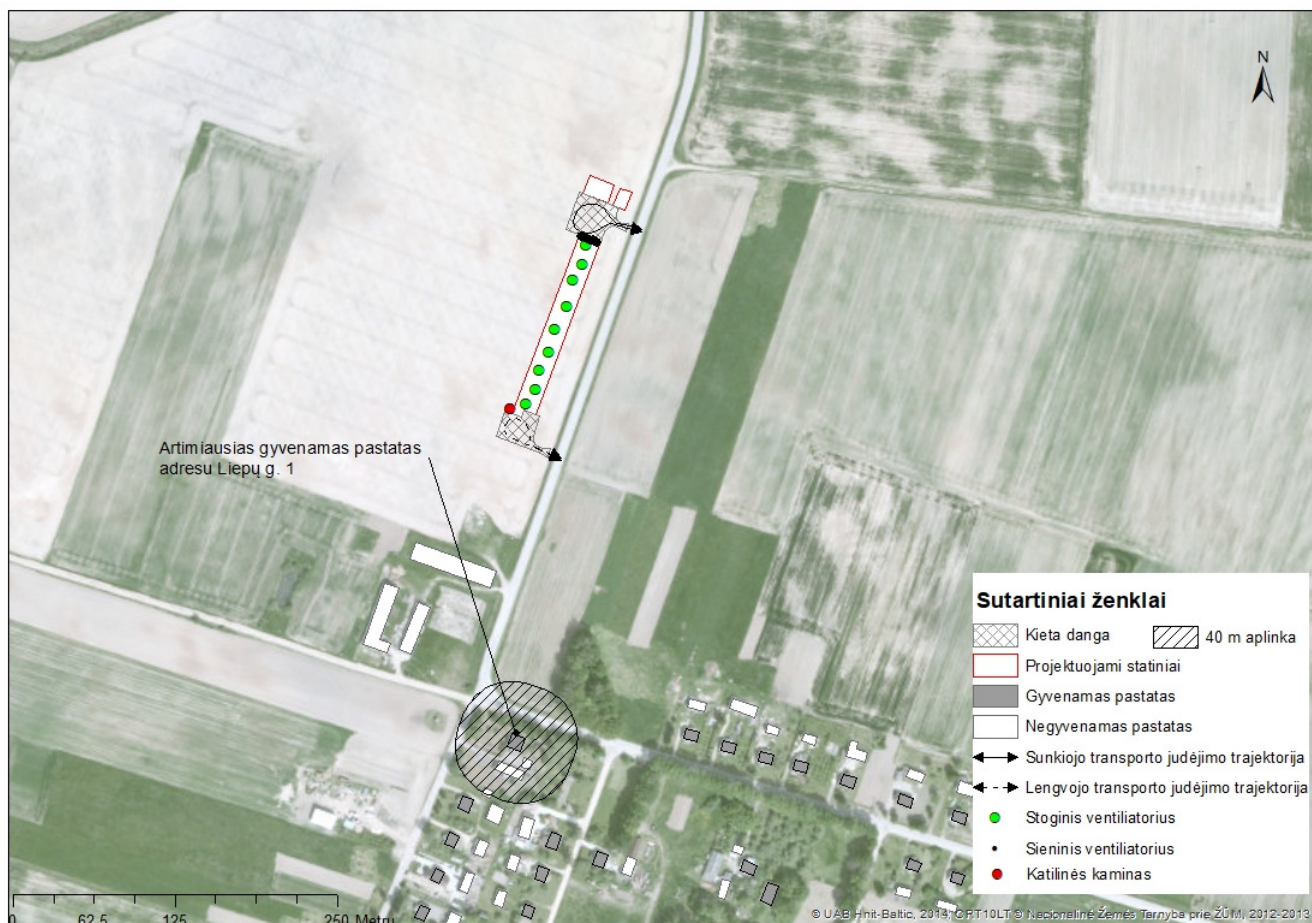 N
Artimiausias gyvenamas pastatas
adresu Liepų g. 1
Sutartiniai ženklai
Kieta danga
40 m aplinka
Projektuojami statiniai
Gyvenamas pastatas
Negyvenamas pastatas
Sunkiojo transporto judėjimo trajektorija
Lengvojo transporto judėjimo trajektorija
Stoginis ventiliatorius
Sieninis ventiliatorius
Katilinės kaminas
0 62,5 125 250 Metrų
© UAB Hnit-Baltic, 2014; ORT10LT © Nacionalinė Žemės Tarnyba prie ŽŪM, 2012-2013